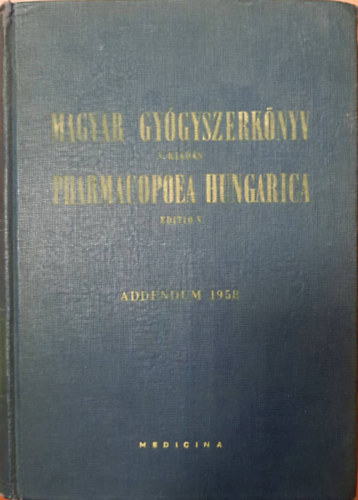 MAGYAR GYÓGYSZERKÖNYV
V. KIADÁS
PHARMACOPOEA HUNGARICA
EDITIO V.
ADDENDUM 1958
MEDICINA